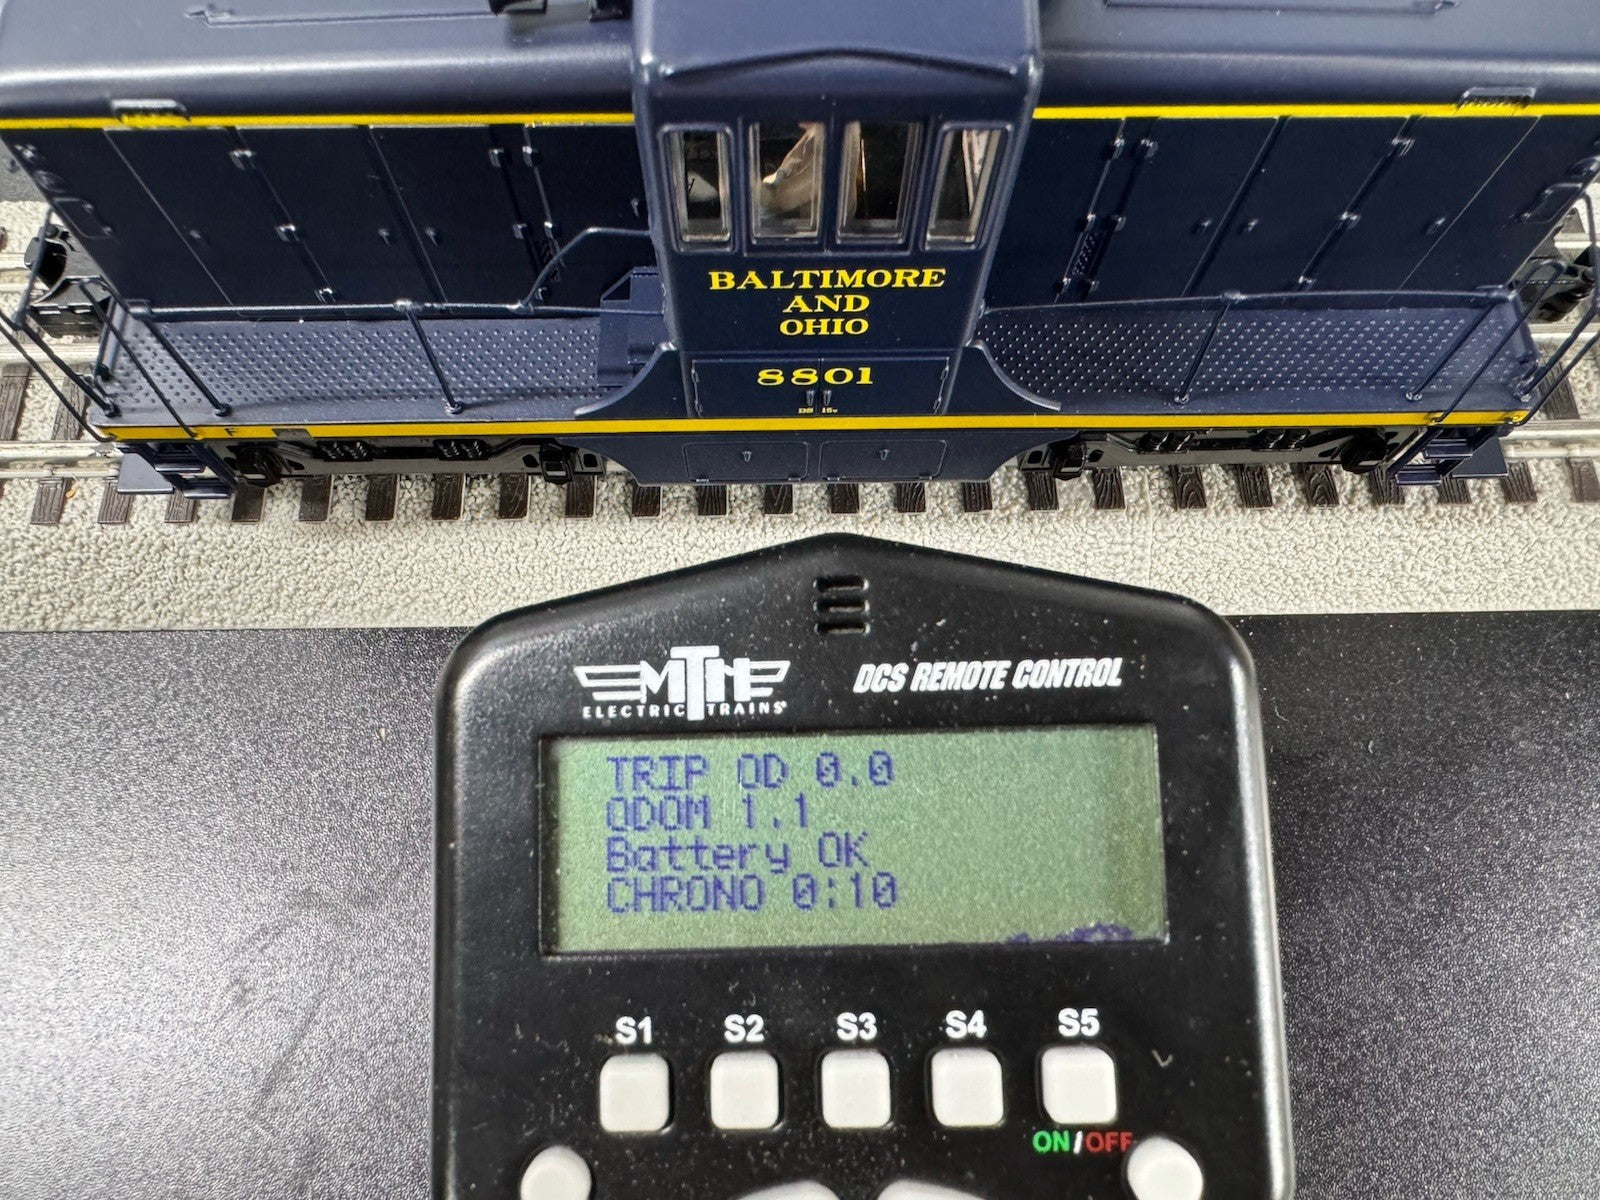 BALTIMORE
AND
OHIO
8801
F
MTH
ELECTRIC TRAINS
DCS REMOTE CONTROL
TRIP OD 0.0
ODOM 1.1
Battery OK
CHRONO 0:10
S1 S2 S3 S4 S5
ON/OFF